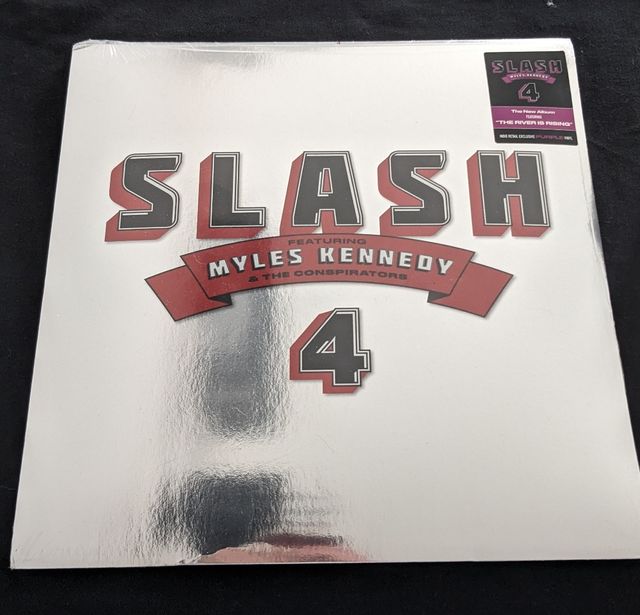 SLASH
MYLES KENNEDY
4
The New Album
FEATURING
"THE RIVER IS RISING"
INDIE RETAIL EXCLUSIVE PURPLE VINYL
SLASH
FEATURING
MYLES KENNEDY
& THE CONSPIRATORS
4